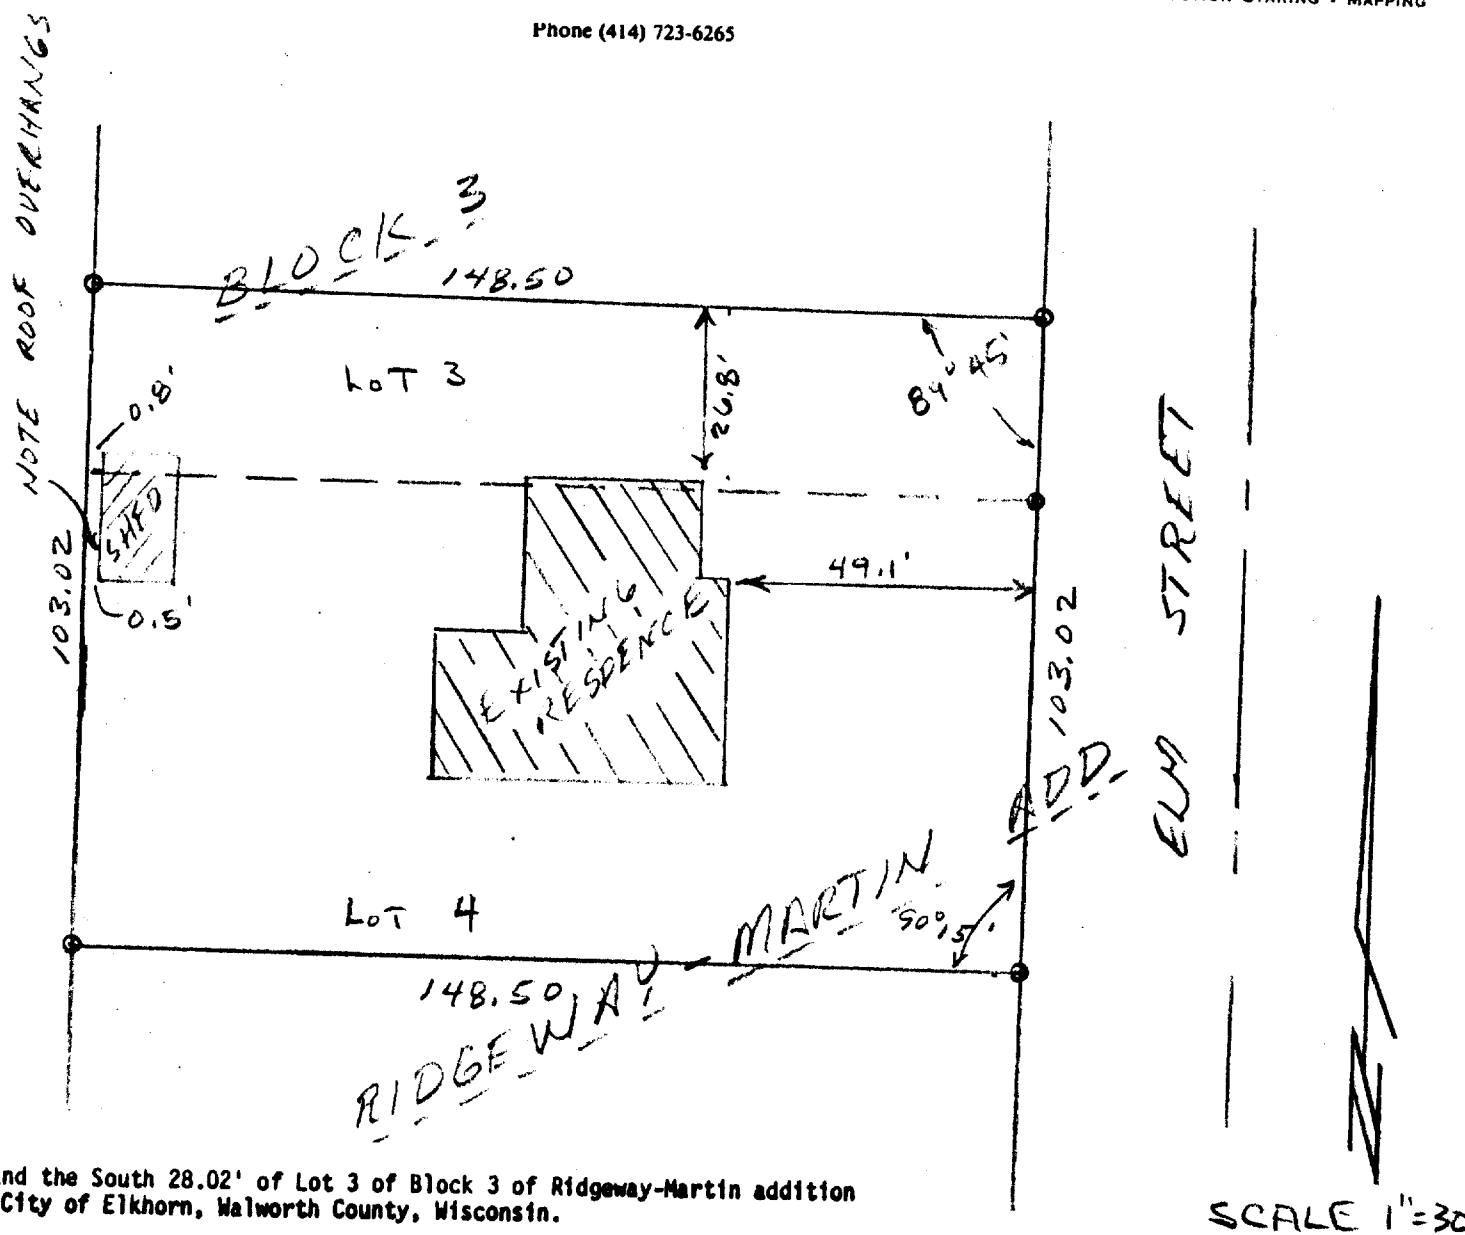 MAPPING
Phone (414) 723-6265
NOTE ROOF OVERHANGS
BLOCK 3
148.50
LOT 3
26.8'
89° 45'
0.8'
SHED
0.5'
103.02
49.1'
EXISTING
RESDENCE
103.02
ELM STREET
LOT 4
148.50
90° 15'
RIDGEWAY - MARTIN ADD.
N
nd the South 28.02' of Lot 3 of Block 3 of Ridgeway-Martin addition
City of Elkhorn, Walworth County, Wisconsin.
SCALE 1"=30